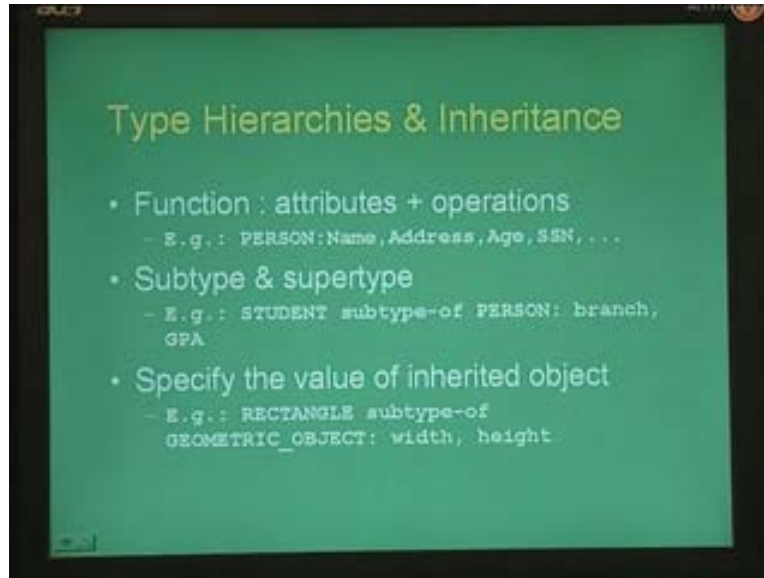 acer
Type Hierarchies & Inheritance
• Function : attributes + operations
– E.g.: PERSON:Name,Address,Age,SSN,...
• Subtype & supertype
– E.g.: STUDENT subtype-of PERSON: branch,
GPA
• Specify the value of inherited object
– E.g.: RECTANGLE subtype-of
GEOMETRIC_OBJECT: width, height